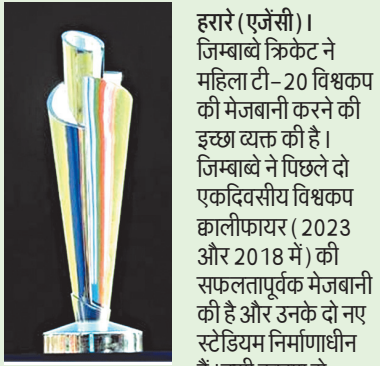 हरारे (एजेंसी)।
जिम्बाब्वे क्रिकेट ने
महिला टी-20 विश्वकप
की मेजबानी करने की
इच्छा व्यक्त की है।
जिम्बाब्वे ने पिछले दो
एकदिवसीय विश्वकप
क्वालीफायर (2023
और 2018 में) की
सफलतापूर्वक मेजबानी
की है और उनके दो नए
स्टेडियम निर्माणाधीन